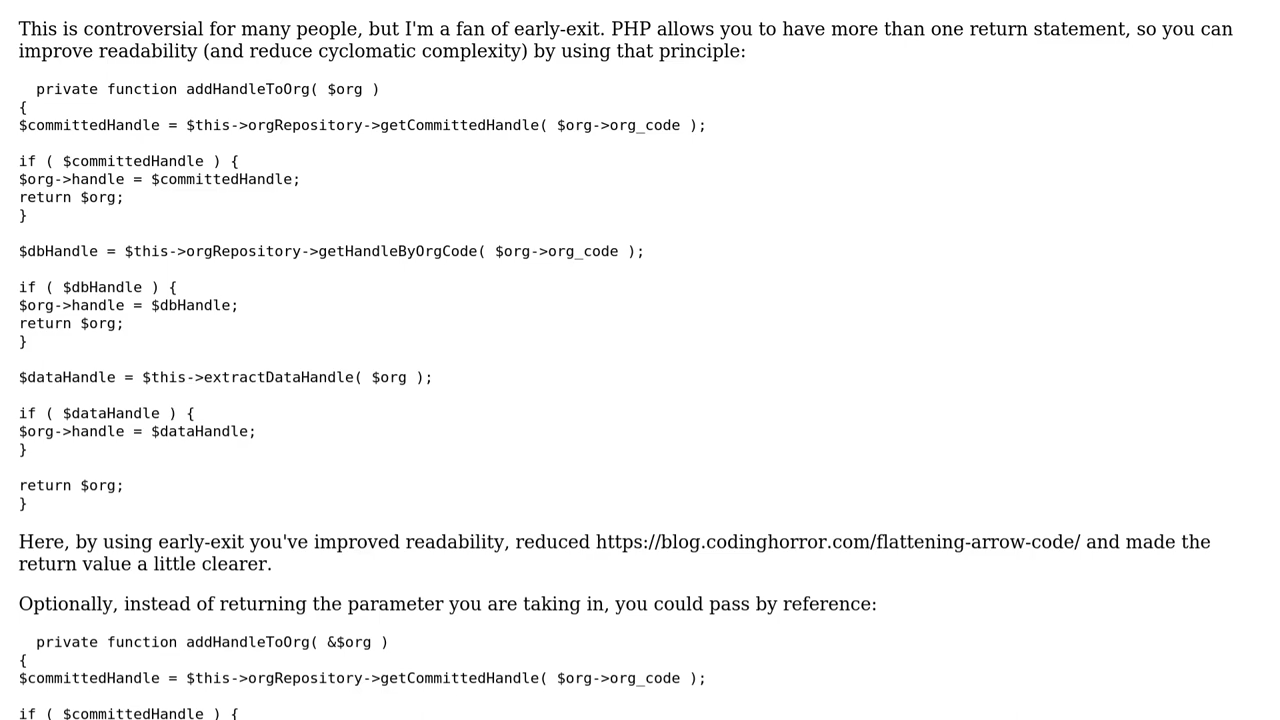 This is controversial for many people, but I'm a fan of early-exit. PHP allows you to have more than one return statement, so you can
improve readability (and reduce cyclomatic complexity) by using that principle:
private function addHandleToOrg( $org )
{
$committedHandle = $this->orgRepository->getCommittedHandle( $org->org_code );
if ( $committedHandle ) {
$org->handle = $committedHandle;
return $org;
}
$dbHandle = $this->orgRepository->getHandleByOrgCode( $org->org_code );
if ( $dbHandle ) {
$org->handle = $dbHandle;
return $org;
}
$dataHandle = $this->extractDataHandle( $org );
if ( $dataHandle ) {
$org->handle = $dataHandle;
}
return $org;
}
Here, by using early-exit you've improved readability, reduced https://blog.codinghorror.com/flattening-arrow-code/ and made the
return value a little clearer.
Optionally, instead of returning the parameter you are taking in, you could pass by reference:
private function addHandleToOrg( &$org )
{
$committedHandle = $this->orgRepository->getCommittedHandle( $org->org_code );
if ( $committedHandle ) {